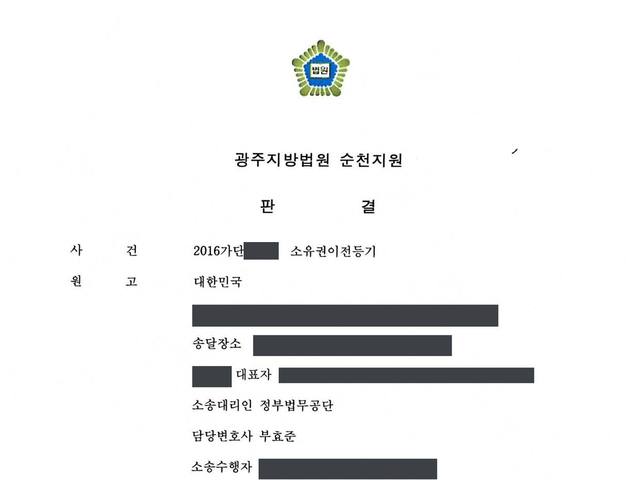 법원
광주지방법원 순천지원
판 결
사 건 2016가단 소유권이전등기
원 고 대한민국
송달장소
대표자
소송대리인 정부법무공단
담당변호사 부효준
소송수행자